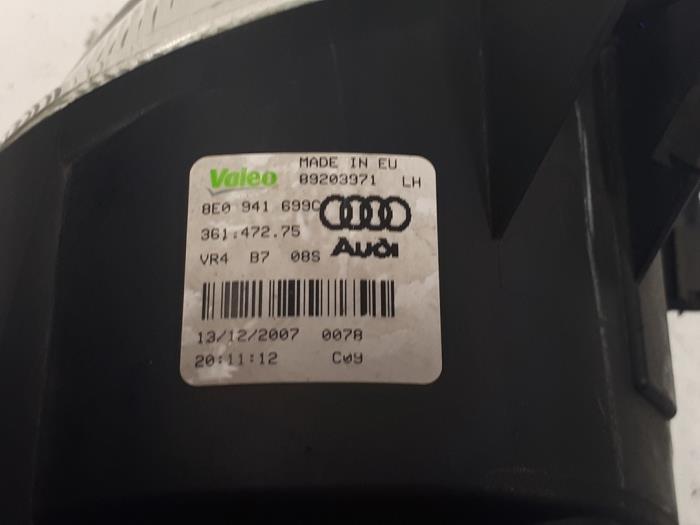 MADE IN EU
Valeo 89203971 LH
8E0 941 699C
361.472.75 Audi
VR4 B7 08S
13/12/2007 0078
20:11:12 C09